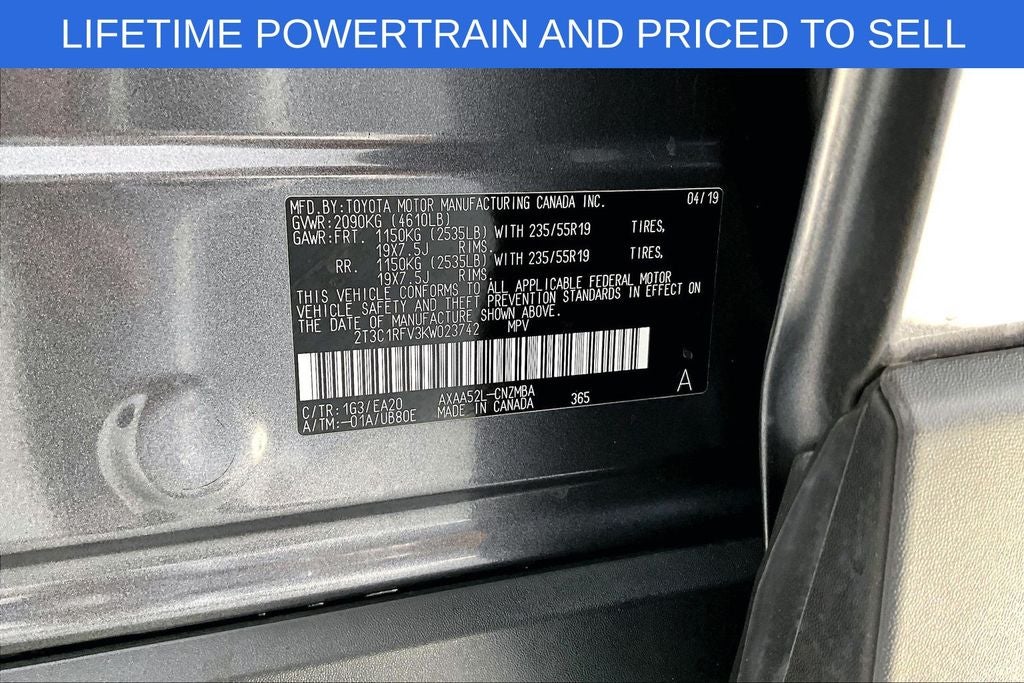 LIFETIME POWERTRAIN AND PRICED TO SELL
MFD.BY:TOYOTA MOTOR MANUFACTURING CANADA INC. 04/19
GVWR:2090KG (4610LB)
GAWR:FRT. 1150KG (2535LB) WITH 235/55R19 TIRES,
19X7.5J RIMS,
RR. 1150KG (2535LB) WITH 235/55R19 TIRES,
19X7.5J RIMS,
THIS VEHICLE CONFORMS TO ALL APPLICABLE FEDERAL MOTOR
VEHICLE SAFETY AND THEFT PREVENTION STANDARDS IN EFFECT ON
THE DATE OF MANUFACTURE SHOWN ABOVE.
2T3C1RFV3KW023742 MPV
C/TR:1G3/EA20 AXAA52L-CNZMBA
A/TM:-01A/UB80E MADE IN CANADA 365 A